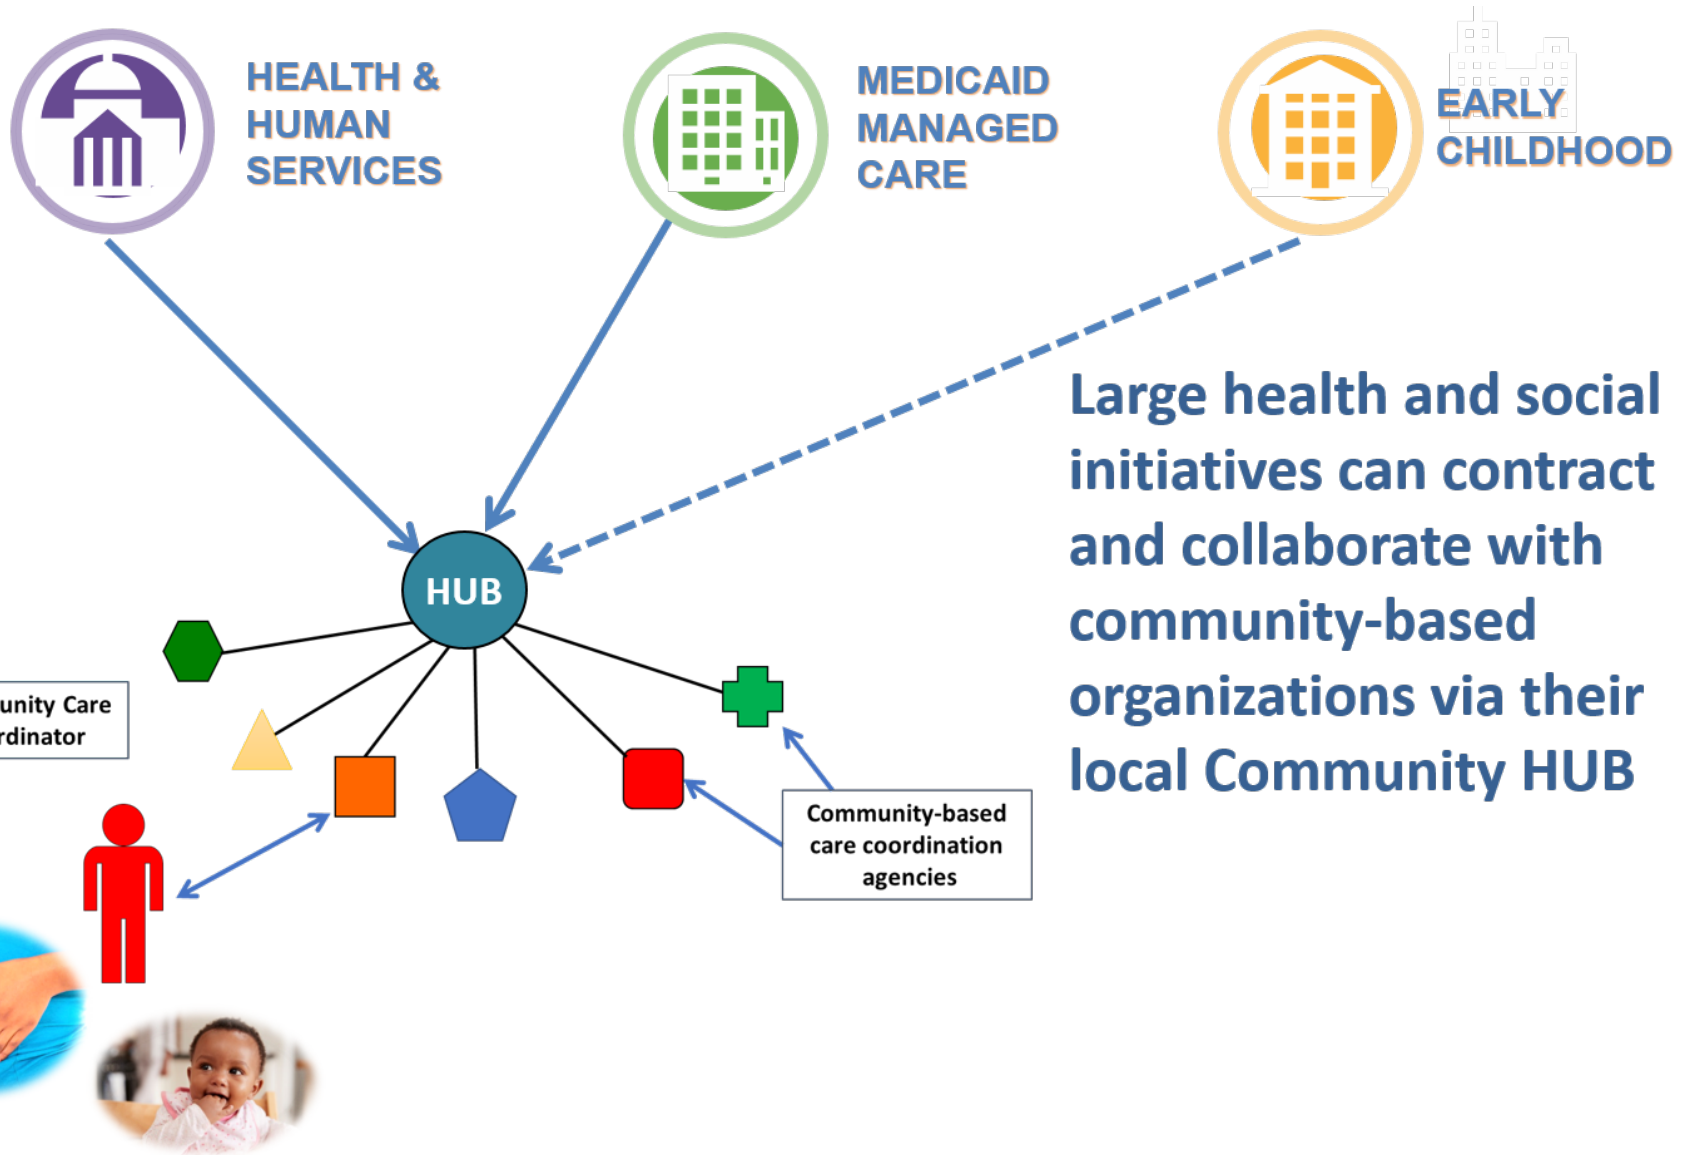 HEALTH &
HUMAN
SERVICES
MEDICAID
MANAGED
CARE
EARLY
CHILDHOOD
Large health and social
initiatives can contract
and collaborate with
community-based
organizations via their
local Community HUB
HUB
unity Care
rdinator
Community-based
care coordination
agencies